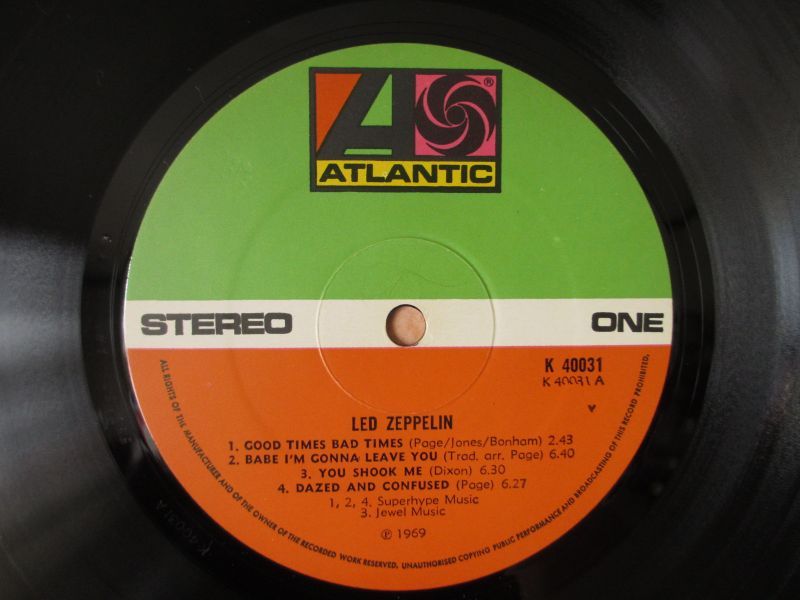 ®
ATLANTIC
STEREO ONE
K 40031
K 40031 A
LED ZEPPELIN
1. GOOD TIMES BAD TIMES (Page/Jones/Bonham) 2.43
2. BABE I'M GONNA LEAVE YOU (Trad. arr. Page) 6.40
3. YOU SHOOK ME (Dixon) 6.30
4. DAZED AND CONFUSED (Page) 6.27
1, 2, 4. Superhype Music
3. Jewel Music
℗ 1969
ALL RIGHTS OF THE MANUFACTURER AND OF THE OWNER OF THE RECORDED WORK RESERVED. UNAUTHORISED COPYING PUBLIC PERFORMANCE AND BROADCASTING OF THIS RECORD PROHIBITED.
K 40031 A